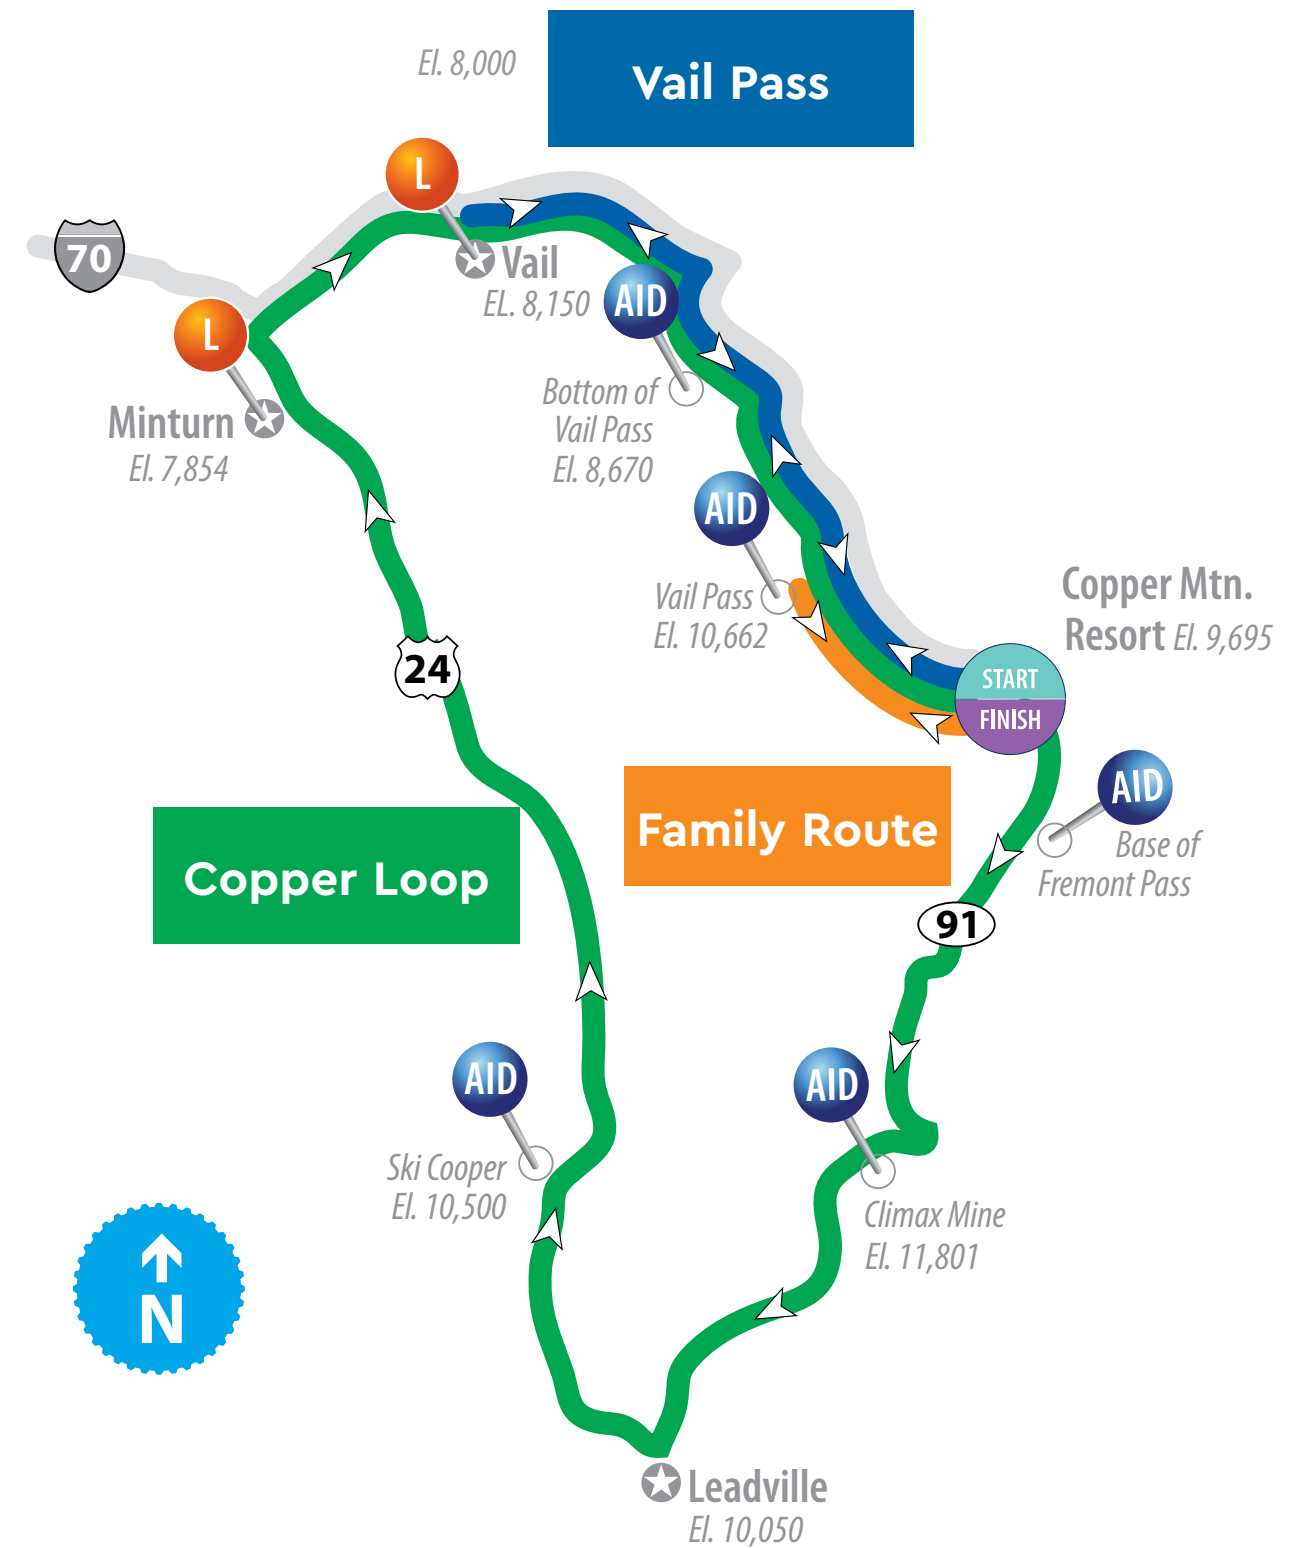 El. 8,000
Vail Pass
L
70
Vail
EL. 8,150
AID
L
Minturn
El. 7,854
Bottom of
Vail Pass
El. 8,670
AID
Vail Pass
El. 10,662
Copper Mtn.
Resort El. 9,695
START
FINISH
24
AID
Base of
Fremont Pass
Family Route
Copper Loop
91
AID
Ski Cooper
El. 10,500
AID
Climax Mine
El. 11,801
N
Leadville
El. 10,050